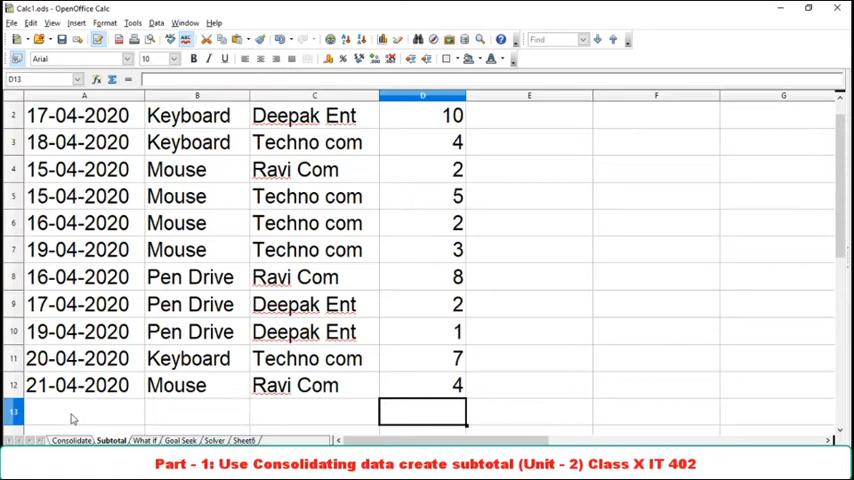 Calc1.ods - OpenOffice Calc
File Edit View Insert Format Tools Data Window Help
Find
Arial 10
D13
A B C D E F G
2 17-04-2020 Keyboard Deepak Ent 10
3 18-04-2020 Keyboard Techno com 4
4 15-04-2020 Mouse Ravi Com 2
5 15-04-2020 Mouse Techno com 5
6 16-04-2020 Mouse Techno com 2
7 19-04-2020 Mouse Techno com 3
8 16-04-2020 Pen Drive Ravi Com 8
9 17-04-2020 Pen Drive Deepak Ent 2
10 19-04-2020 Pen Drive Deepak Ent 1
11 20-04-2020 Keyboard Techno com 7
12 21-04-2020 Mouse Ravi Com 4
13
Consolidate Subtotal What if Goal Seek Solver Sheet6
Part - 1: Use Consolidating data create subtotal (Unit - 2) Class X IT 402